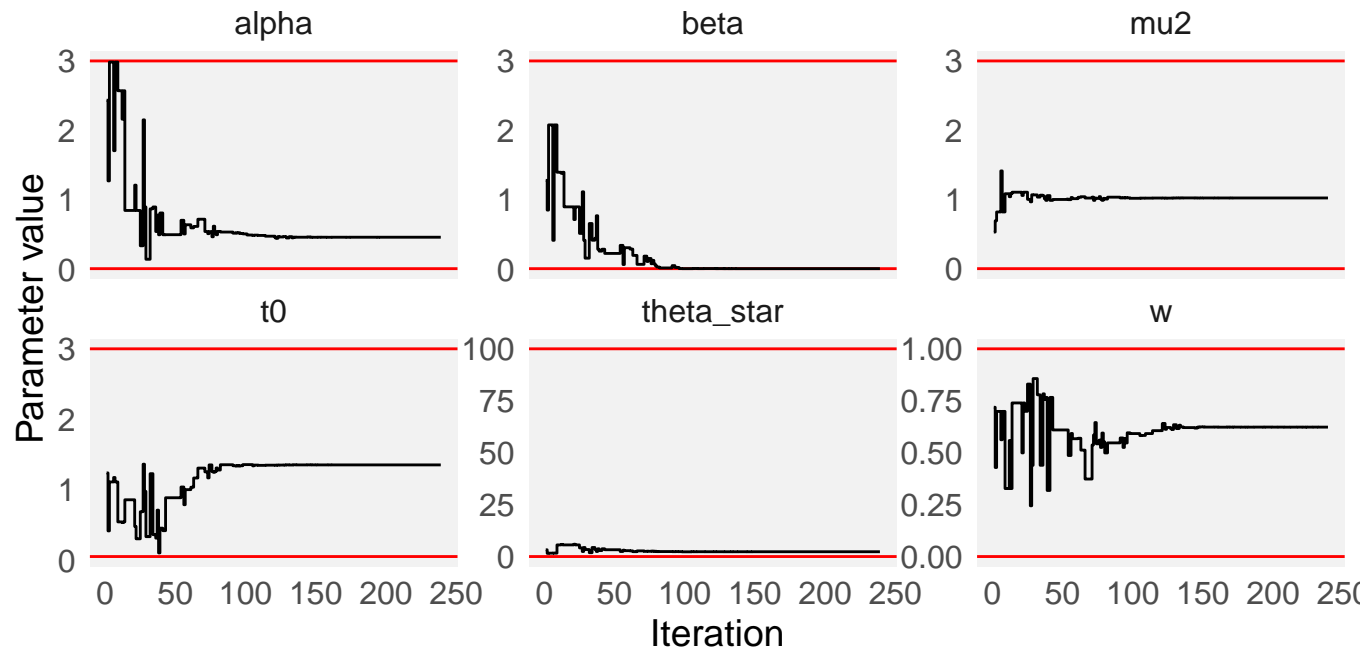 alpha beta mu2
3 3 3
2 2 2
1 1 1
0 0 0
t0 theta_star w
3 100 1.00
2 75 0.75
50 0.50
1 25 0.25
0 0 0.00
0 50 100 150 200 250 0 50 100 150 200 250 0 50 100 150 200 250
Parameter value
Iteration